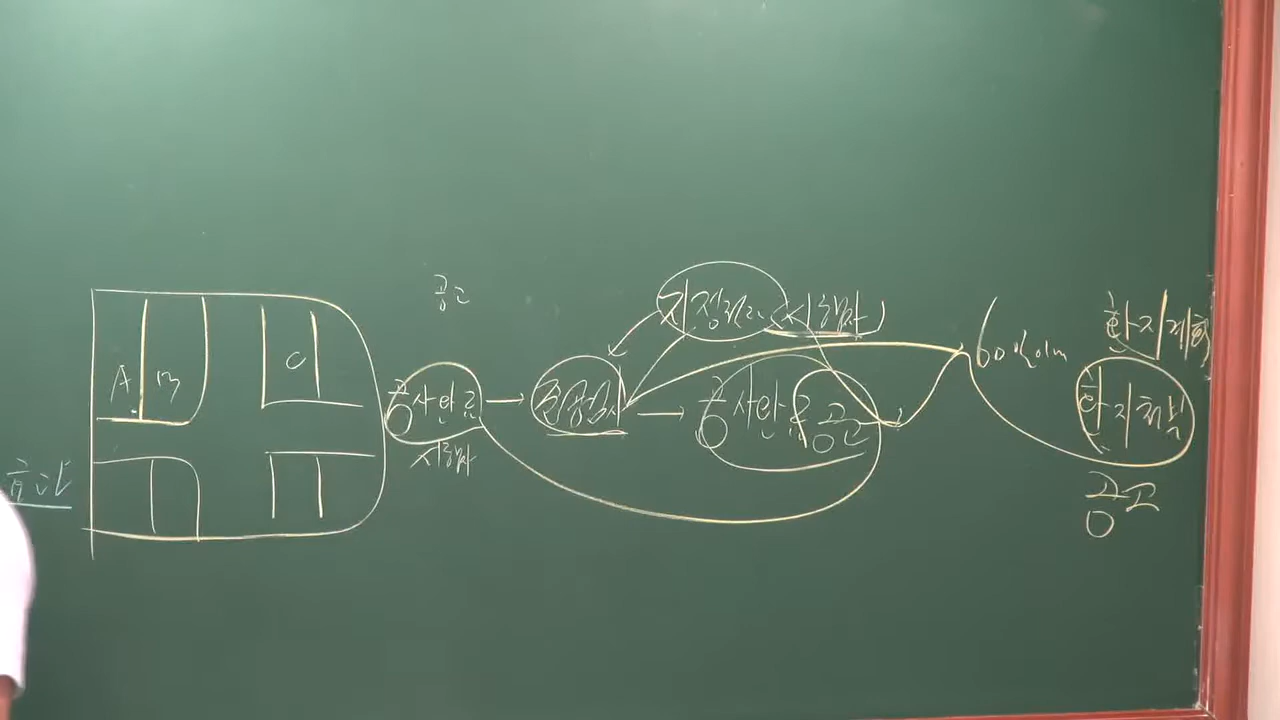 공고
지정권자 (시행자)
환지계획
A B C
60일이내
공사완료 → 준공검사 → 공사완료공고
환지처분
시행자
공고